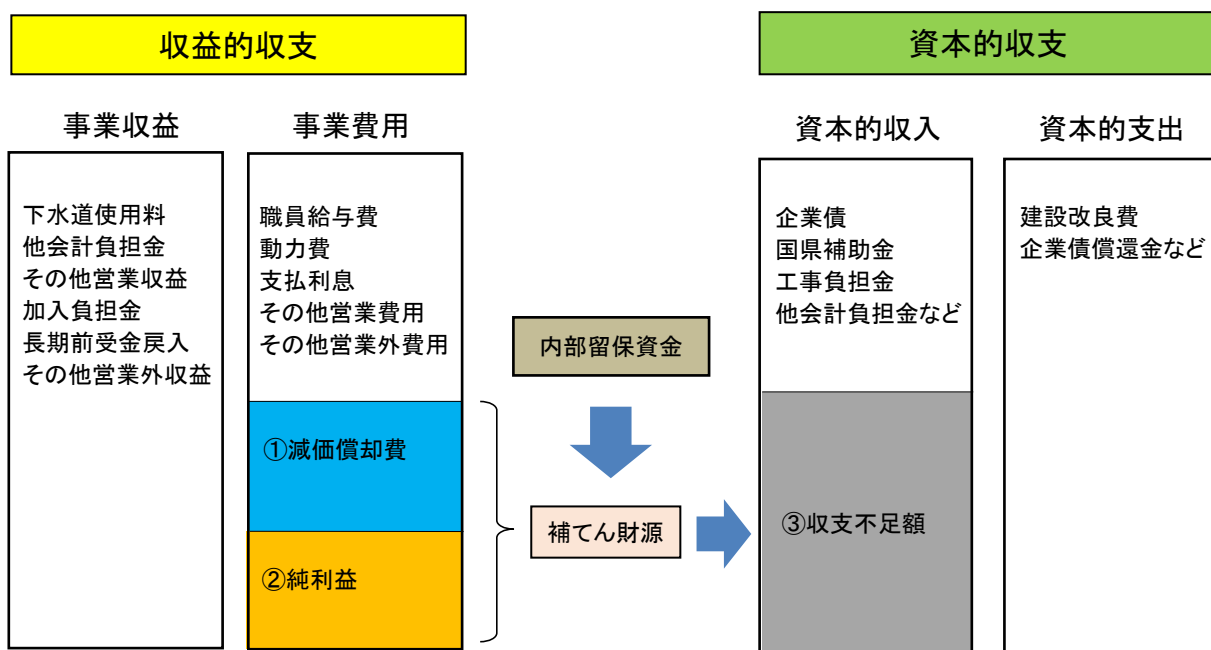 収益的収支
資本的収支
事業収益
事業費用
資本的収入
資本的支出
下水道使用料
他会計負担金
その他営業収益
加入負担金
長期前受金戻入
その他営業外収益
職員給与費
動力費
支払利息
その他営業費用
その他営業外費用
①減価償却費
②純利益
内部留保資金
補てん財源
企業債
国県補助金
工事負担金
他会計負担金など
③収支不足額
建設改良費
企業債償還金など